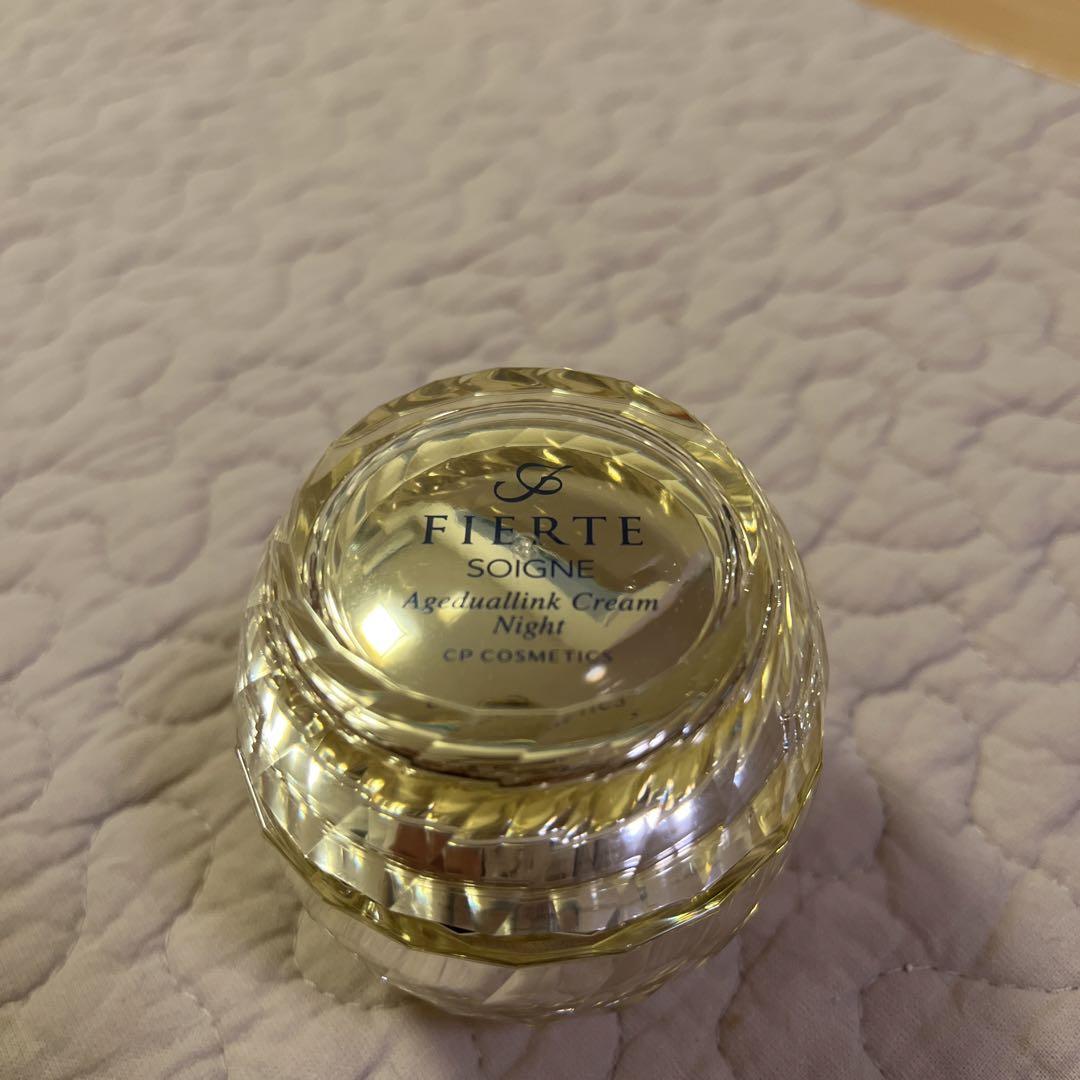 FIERTE
SOIGNE
Ageduallink Cream
Night
CP COSMETICS